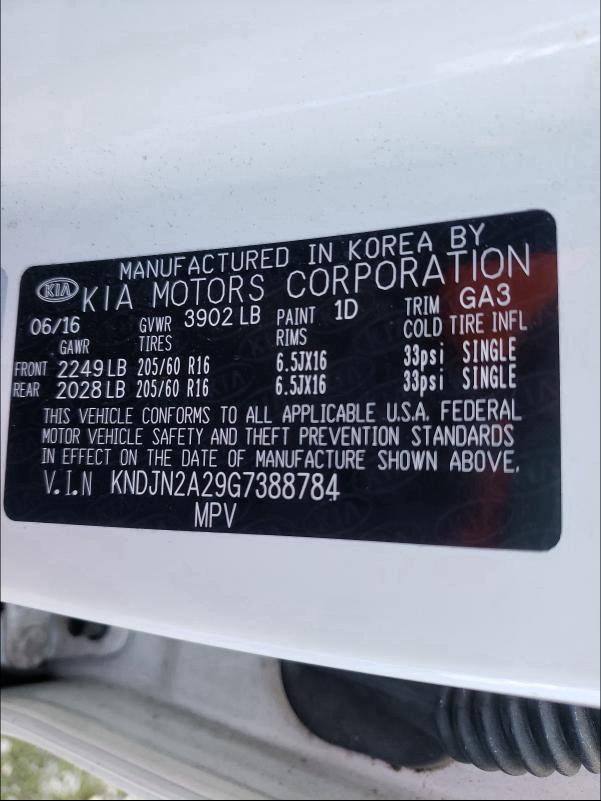 MANUFACTURED IN KOREA BY
KIA KIA MOTORS CORPORATION
06/16 GVWR 3902 LB PAINT 1D TRIM GA3
GAWR TIRES RIMS COLD TIRE INFL
FRONT 2249 LB 205/60 R16 6.5JX16 33psi SINGLE
REAR 2028 LB 205/60 R16 6.5JX16 33psi SINGLE
THIS VEHICLE CONFORMS TO ALL APPLICABLE U.S.A. FEDERAL
MOTOR VEHICLE SAFETY AND THEFT PREVENTION STANDARDS
IN EFFECT ON THE DATE OF MANUFACTURE SHOWN ABOVE.
V.I.N KNDJN2A29G7388784
MPV